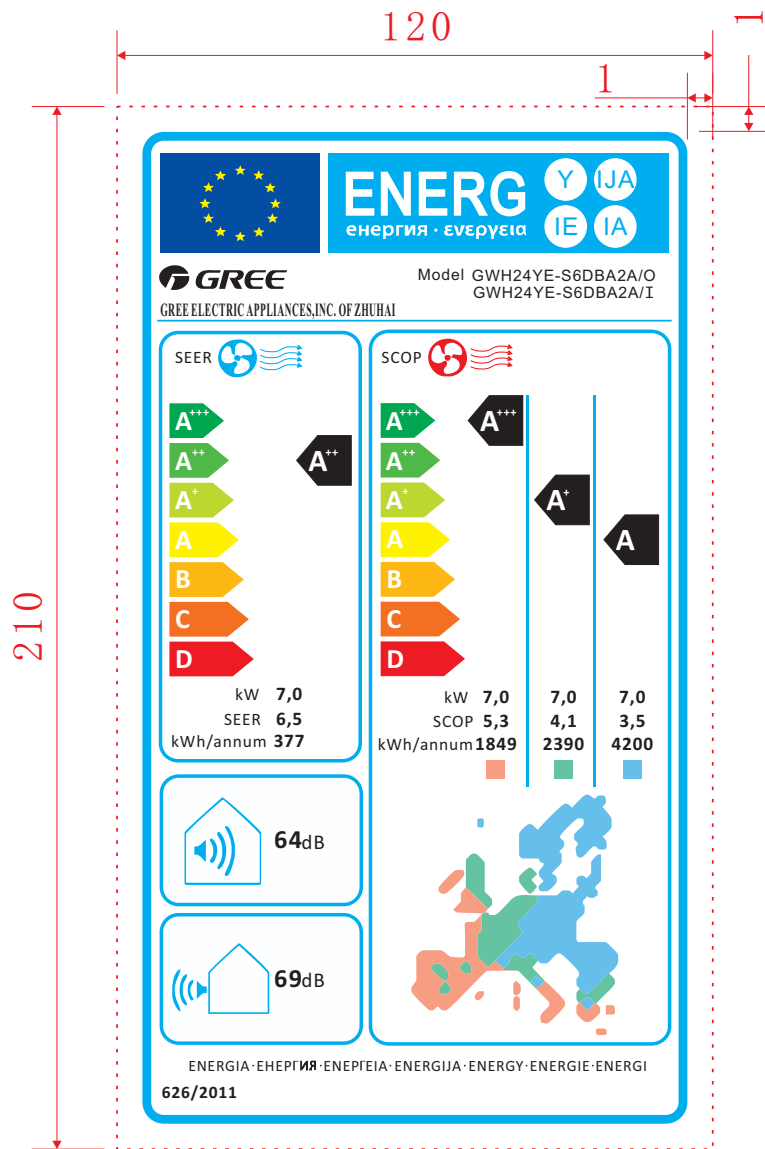 120
1
1
210
ENERG
енергия · ενεργεια
Y IJA
IE IA
GREE
GREE ELECTRIC APPLIANCES,INC. OF ZHUHAI
Model GWH24YE-S6DBA2A/O
GWH24YE-S6DBA2A/I
SEER
A+++
A++
A+
A
B
C
D
A++
kW 7,0
SEER 6,5
kWh/annum 377
SCOP
A+++
A++
A+
A
B
C
D
A+++
A+
A
kW 7,0 7,0 7,0
SCOP 5,3 4,1 3,5
kWh/annum 1849 2390 4200
64dB
69dB
ENERGIA·ЕНЕРГИЯ·ΕΝΕΡΓΕΙΑ·ENERGIJA·ENERGY·ENERGIE·ENERGI
626/2011